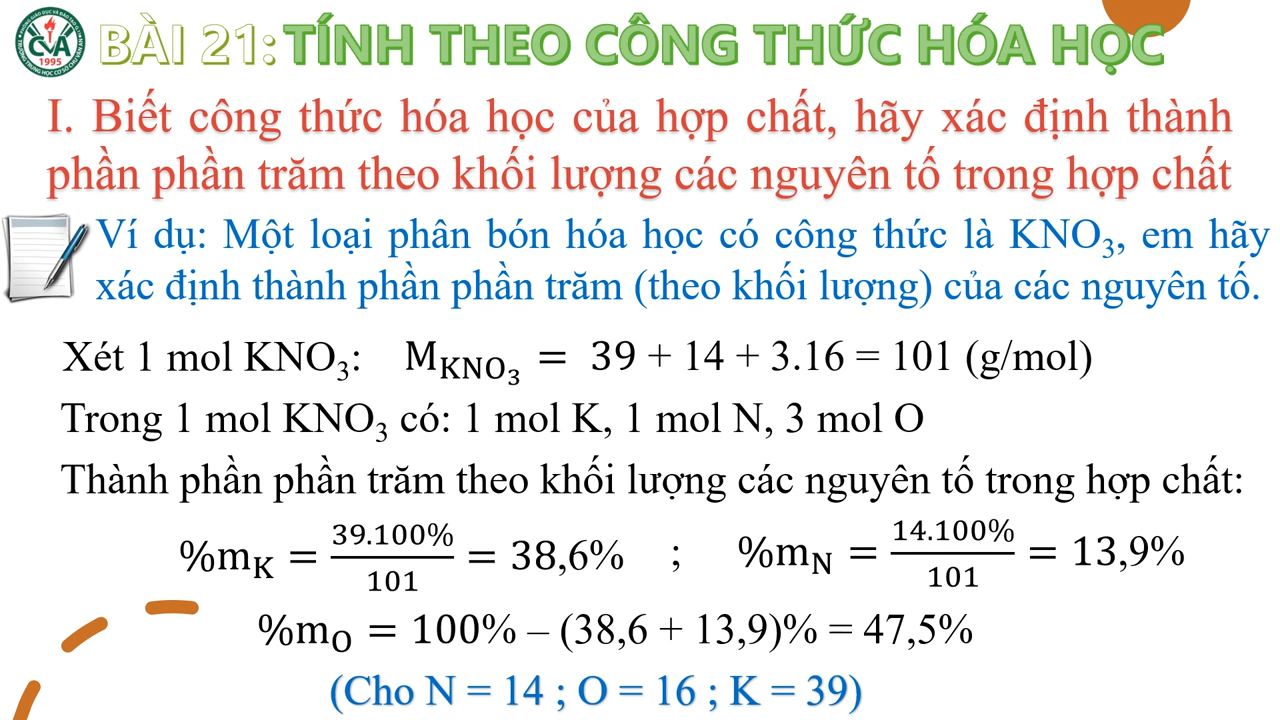 BÀI 21: TÍNH THEO CÔNG THỨC HÓA HỌC
I. Biết công thức hóa học của hợp chất, hãy xác định thành
phần phần trăm theo khối lượng các nguyên tố trong hợp chất
Ví dụ: Một loại phân bón hóa học có công thức là KNO₃, em hãy
xác định thành phần phần trăm (theo khối lượng) của các nguyên tố.
Xét 1 mol KNO₃: M_KNO₃ = 39 + 14 + 3.16 = 101 (g/mol)
Trong 1 mol KNO₃ có: 1 mol K, 1 mol N, 3 mol O
Thành phần phần trăm theo khối lượng các nguyên tố trong hợp chất:
%m_K = 39.100%/101 = 38,6% ; %m_N = 14.100%/101 = 13,9%
%m_O = 100% – (38,6 + 13,9)% = 47,5%
(Cho N = 14 ; O = 16 ; K = 39)
CVA
1995